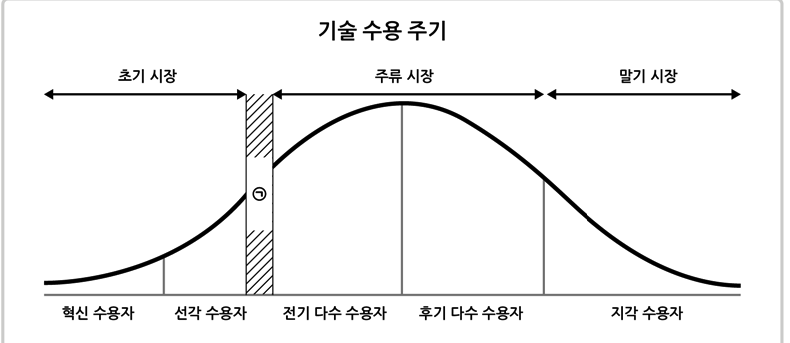 기술 수용 주기
초기 시장 주류 시장 말기 시장
㉠
혁신 수용자 선각 수용자 전기 다수 수용자 후기 다수 수용자 지각 수용자